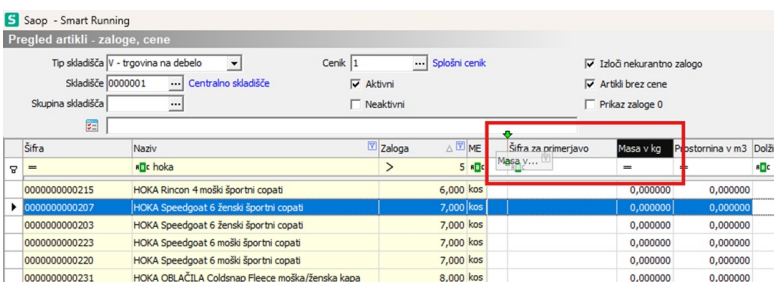 Saop - Smart Running
Pregled artikli - zaloge, cene
Tip skladišča V - trgovina na debelo Cenik 1 ... Splošni cenik Izloči nekurantno zalogo
Skladišče 0000001 ... Centralno skladišče Aktivni Artikli brez cene
Skupina skladišča ... Neaktivni Prikaz zaloge 0
Šifra Naziv Zaloga ME Šifra za primerjavo Masa v kg Prostornina v m3 Dolži
Masa v...
= hoka > 5 = =
0000000000215 HOKA Rincon 4 moški športni copati 6,000 kos 0,000000 0,000000
0000000000207 HOKA Speedgoat 6 ženski športni copati 7,000 kos 0,000000 0,000000
0000000000203 HOKA Speedgoat 6 ženski športni copati 7,000 kos 0,000000 0,000000
0000000000223 HOKA Speedgoat 6 moški športni copati 7,000 kos 0,000000 0,000000
0000000000220 HOKA Speedgoat 6 moški športni copati 7,000 kos 0,000000 0,000000
0000000000231 HOKA OBLAČILA Coldsnap Fleece moška/ženska kapa 8,000 kos 0,000000 0,000000